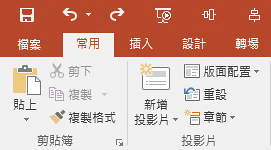 檔案 常用 插入 設計 轉場
貼上
剪下
複製
複製格式
剪貼簿
新增
投影片
版面配置
重設
章節
投影片